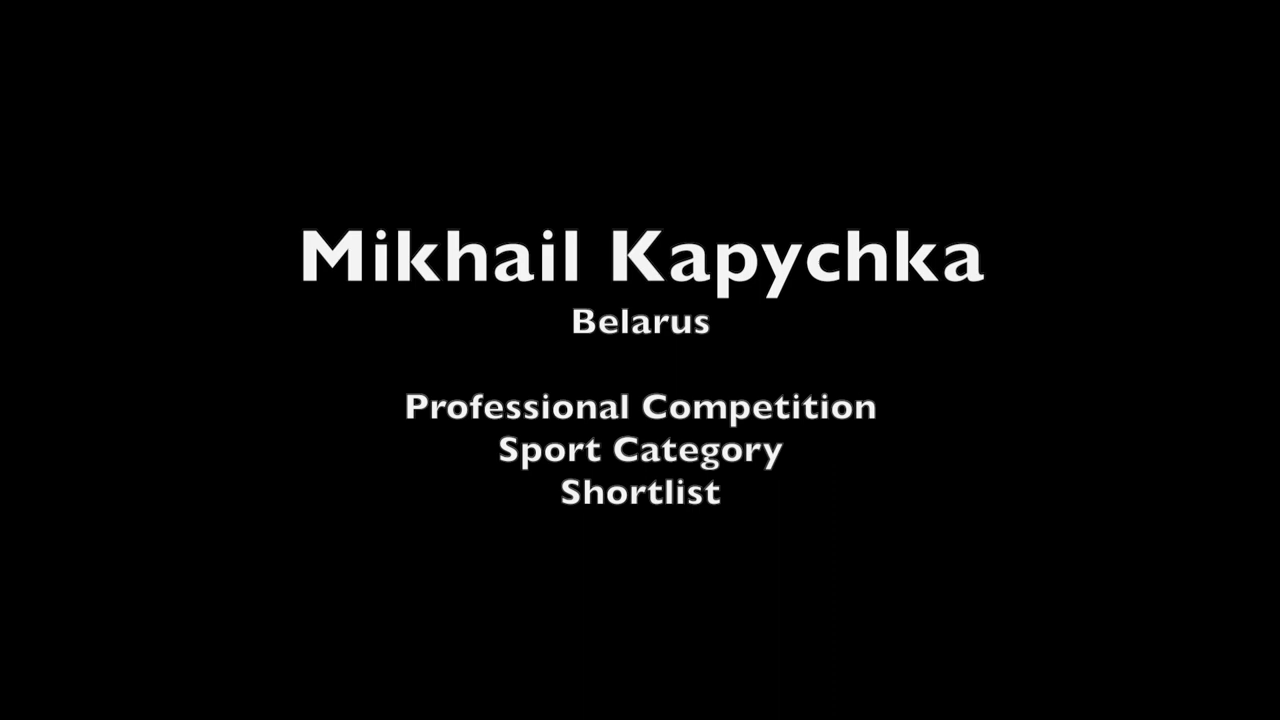 Mikhail Kapychka
Belarus
Professional Competition
Sport Category
Shortlist